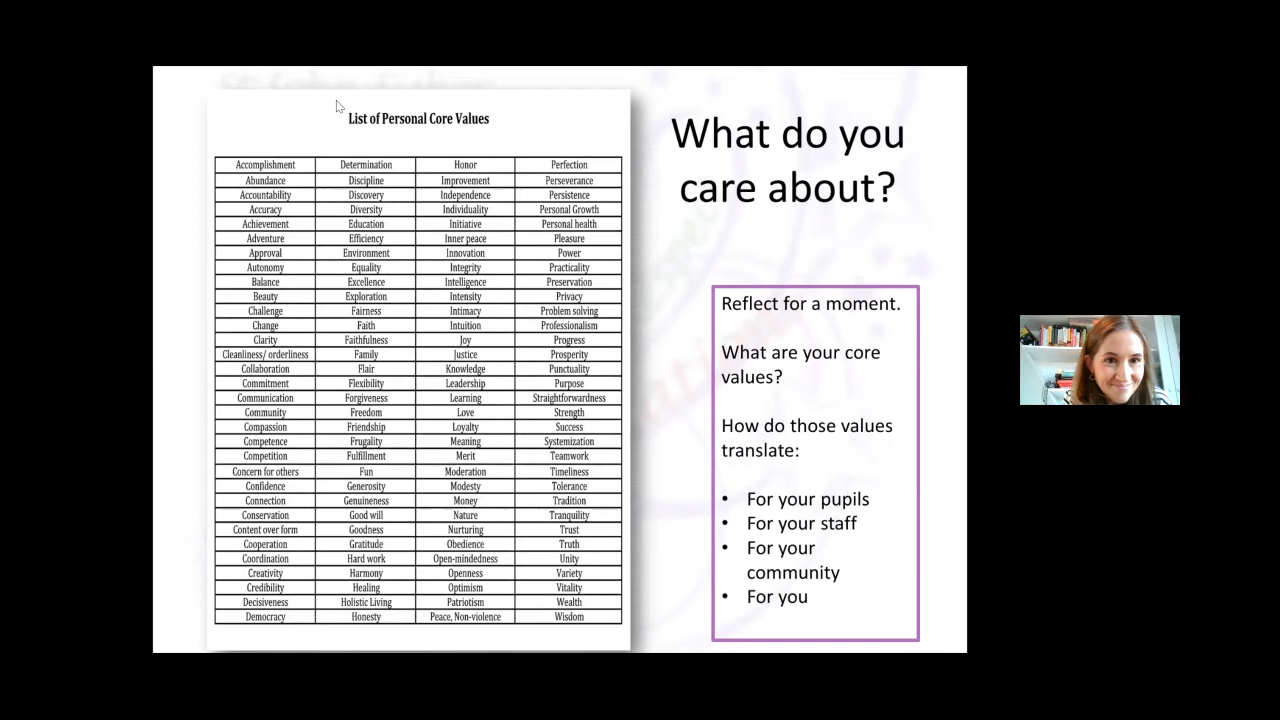 List of Personal Core Values
Accomplishment Determination Honor Perfection
Abundance Discipline Improvement Perseverance
Accountability Discovery Independence Persistence
Accuracy Diversity Individuality Personal Growth
Achievement Education Initiative Personal health
Adventure Efficiency Inner peace Pleasure
Approval Environment Innovation Power
Autonomy Equality Integrity Practicality
Balance Excellence Intelligence Preservation
Beauty Exploration Intensity Privacy
Challenge Fairness Intimacy Problem solving
Change Faith Intuition Professionalism
Clarity Faithfulness Joy Progress
Cleanliness/ orderliness Family Justice Prosperity
Collaboration Flair Knowledge Punctuality
Commitment Flexibility Leadership Purpose
Communication Forgiveness Learning Straightforwardness
Community Freedom Love Strength
Compassion Friendship Loyalty Success
Competence Frugality Meaning Systemization
Competition Fulfillment Merit Teamwork
Concern for others Fun Moderation Timeliness
Confidence Generosity Modesty Tolerance
Connection Genuineness Money Tradition
Conservation Good will Nature Tranquility
Content over form Goodness Nurturing Trust
Cooperation Gratitude Obedience Truth
Coordination Hard work Open-mindedness Unity
Creativity Harmony Openness Variety
Credibility Healing Optimism Vitality
Decisiveness Holistic Living Patriotism Wealth
Democracy Honesty Peace, Non-violence Wisdom
What do you
care about?
Reflect for a moment.
What are your core
values?
How do those values
translate:
• For your pupils
• For your staff
• For your
community
• For you